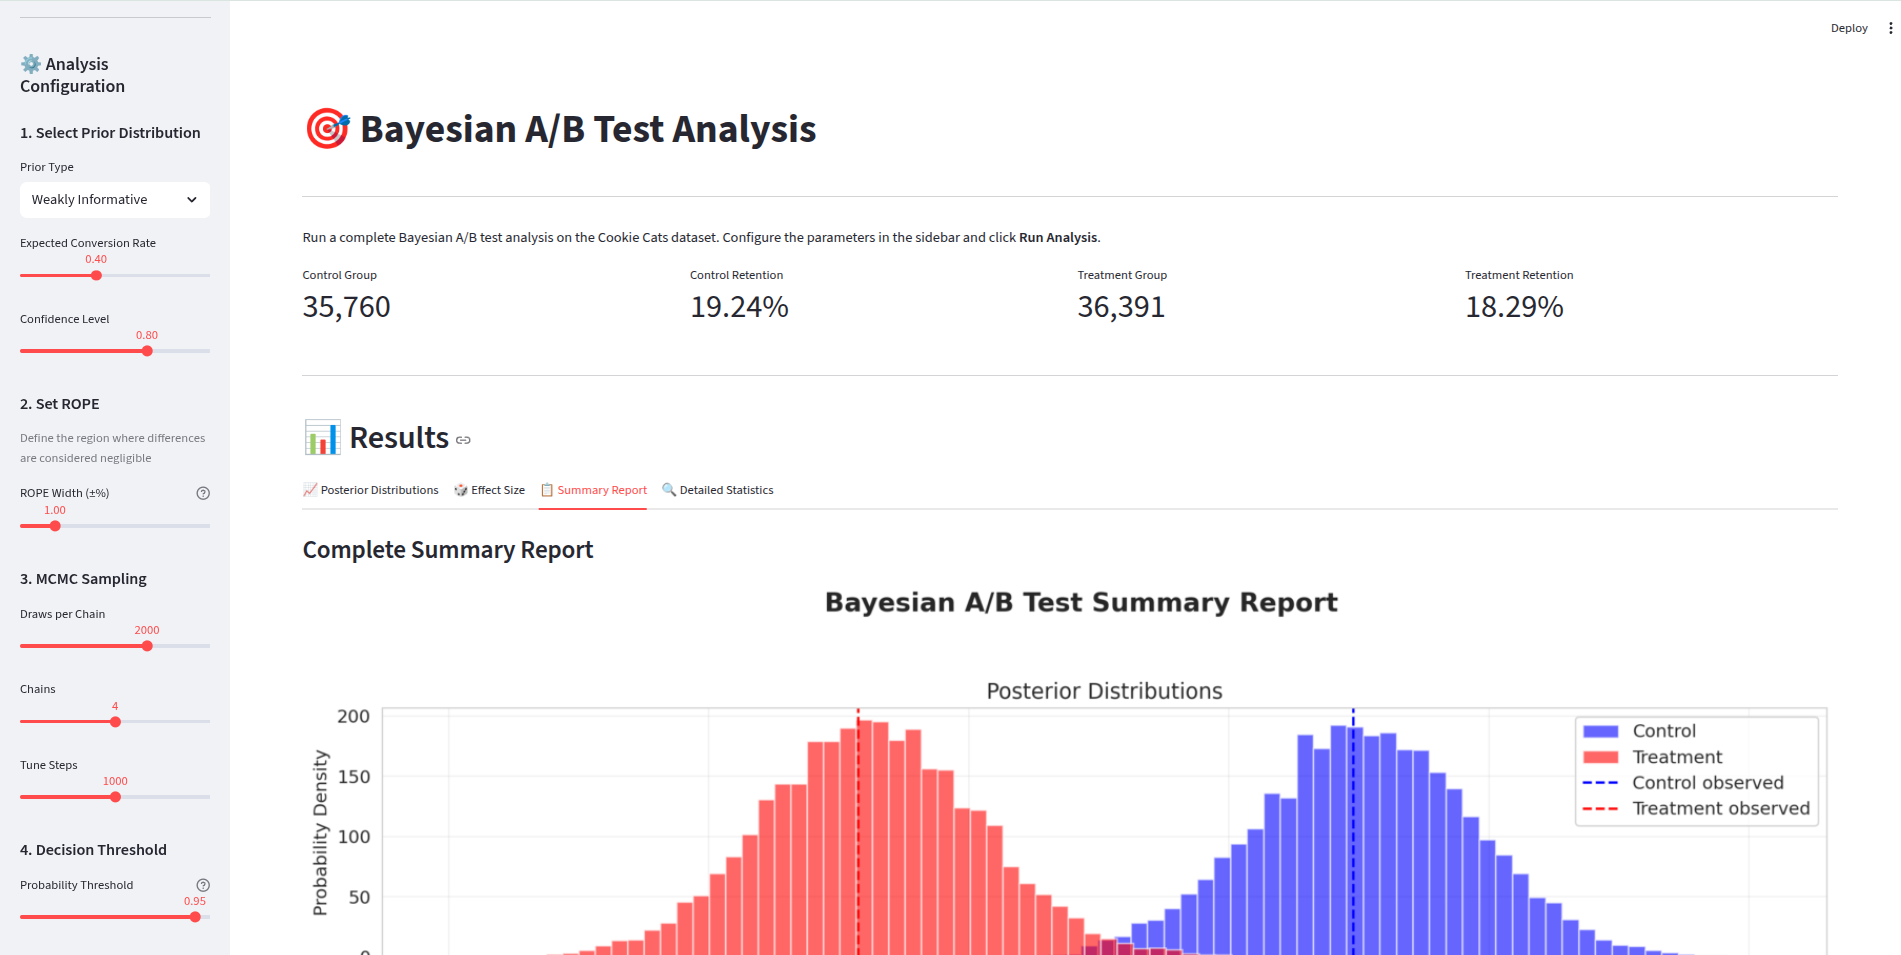 Deploy
⚙️ Analysis
Configuration
1. Select Prior Distribution
Prior Type
Weakly Informative
Expected Conversion Rate
0.40
Confidence Level
0.80
2. Set ROPE
Define the region where differences
are considered negligible
ROPE Width (±%)
1.00
3. MCMC Sampling
Draws per Chain
2000
Chains
4
Tune Steps
1000
4. Decision Threshold
Probability Threshold
0.95
🎯 Bayesian A/B Test Analysis
Run a complete Bayesian A/B test analysis on the Cookie Cats dataset. Configure the parameters in the sidebar and click Run Analysis.
Control Group
35,760
Control Retention
19.24%
Treatment Group
36,391
Treatment Retention
18.29%
📊 Results
📈 Posterior Distributions 🎲 Effect Size 📋 Summary Report 🔍 Detailed Statistics
Complete Summary Report
Bayesian A/B Test Summary Report
Posterior Distributions
Probability Density
200
150
100
50
0
Control
Treatment
Control observed
Treatment observed